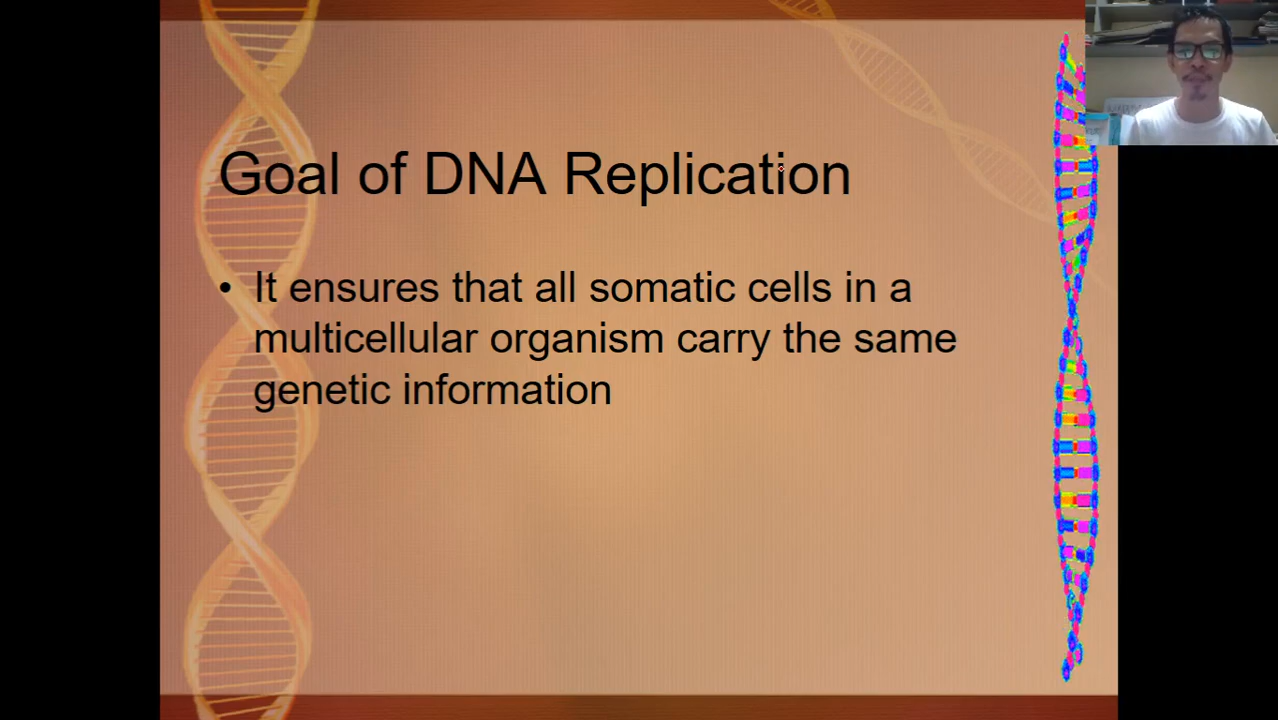 Goal of DNA Replication
• It ensures that all somatic cells in a
multicellular organism carry the same
genetic information